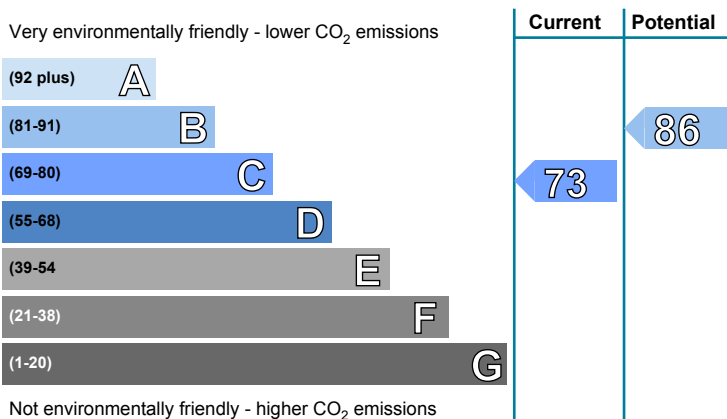 Current Potential
Very environmentally friendly - lower CO2 emissions
(92 plus) A
(81-91) B 86
(69-80) C 73
(55-68) D
(39-54 E
(21-38) F
(1-20) G
Not environmentally friendly - higher CO2 emissions